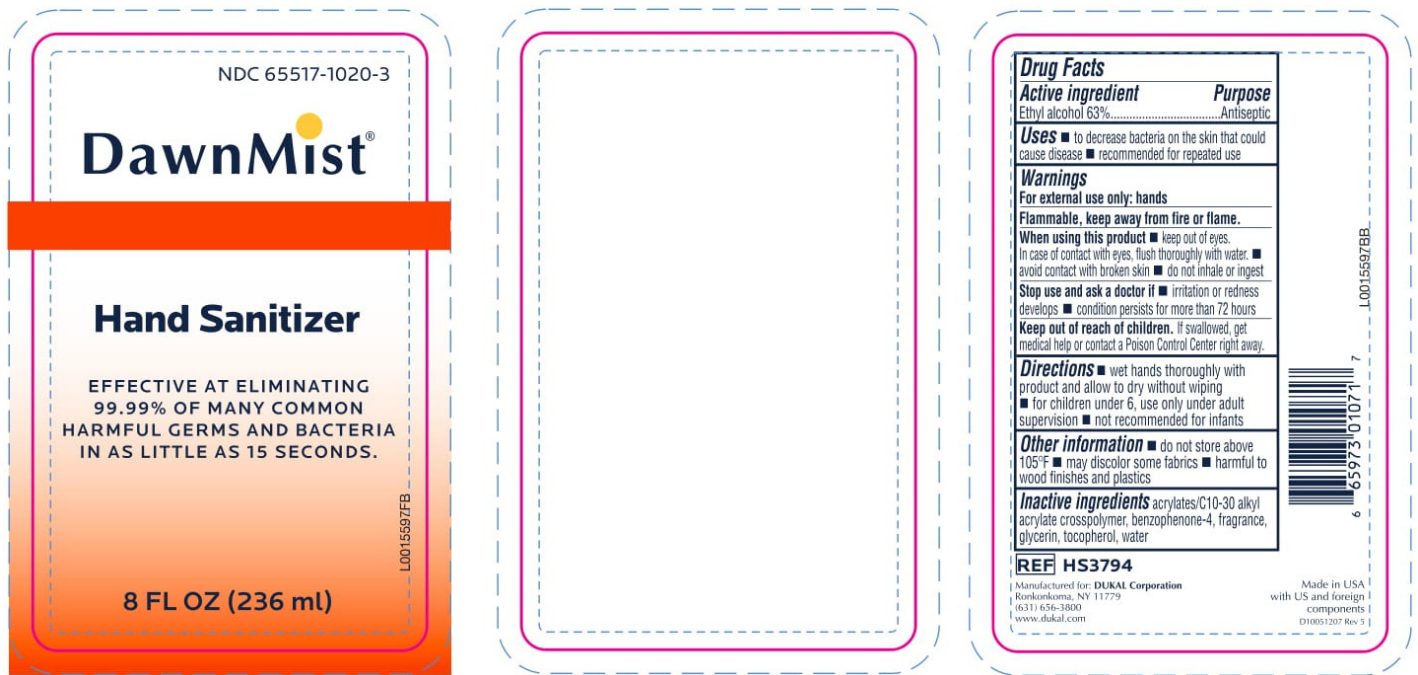 NDC 65517-1020-3
DawnMist®
Hand Sanitizer
EFFECTIVE AT ELIMINATING
99.99% OF MANY COMMON
HARMFUL GERMS AND BACTERIA
IN AS LITTLE AS 15 SECONDS.
L0015597FB
8 FL OZ (236 ml)
Drug Facts
Active ingredient Purpose
Ethyl alcohol 63%..................................Antiseptic
Uses ■ to decrease bacteria on the skin that could
cause disease ■ recommended for repeated use
Warnings
For external use only: hands
Flammable, keep away from fire or flame.
When using this product ■ keep out of eyes.
In case of contact with eyes, flush thoroughly with water. ■
avoid contact with broken skin ■ do not inhale or ingest
Stop use and ask a doctor if ■ irritation or redness
develops ■ condition persists for more than 72 hours
Keep out of reach of children. If swallowed, get
medical help or contact a Poison Control Center right away.
Directions ■ wet hands thoroughly with
product and allow to dry without wiping
■ for children under 6, use only under adult
supervision ■ not recommended for infants
Other information ■ do not store above
105ºF ■ may discolor some fabrics ■ harmful to
wood finishes and plastics
Inactive ingredients acrylates/C10-30 alkyl
acrylate crosspolymer, benzophenone-4, fragrance,
glycerin, tocopherol, water
REF HS3794
Manufactured for: DUKAL Corporation
Ronkonkoma, NY 11779
(631) 656-3800
www.dukal.com
L0015597BB
6 65973 01071 7
Made in USA
with US and foreign
components
D10051207 Rev 5